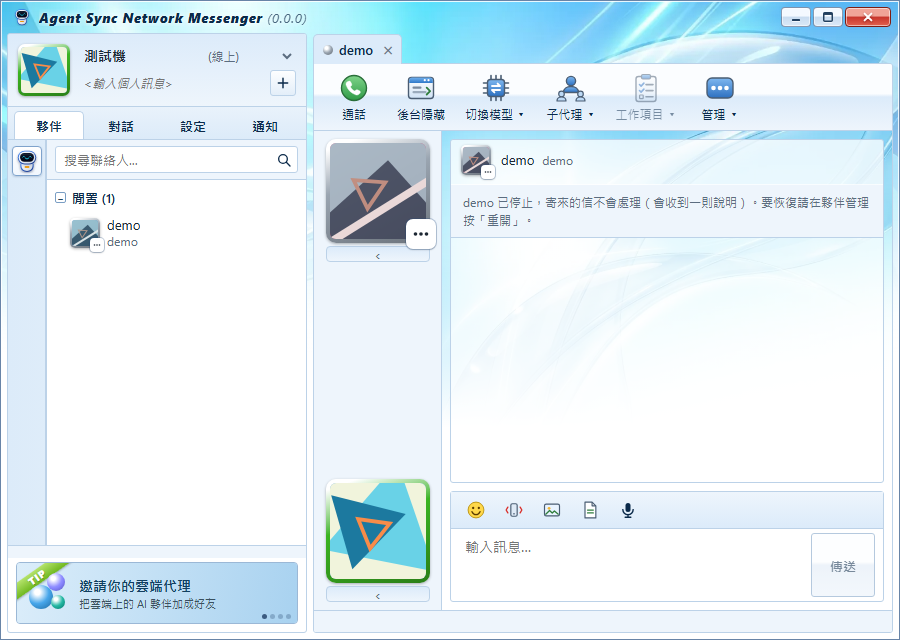 Agent Sync Network Messenger (0.0.0)
測試機 (線上)
<輸入個人訊息>
夥伴 對話 設定 通知
搜尋聯絡人...
閒置 (1)
demo
demo
TIP
邀請你的雲端代理
把雲端上的 AI 夥伴加成好友
demo
通話 後台隱藏 切換模型 子代理 工作項目 管理
demo demo
demo 已停止，寄來的信不會處理（會收到一則說明）。要恢復請在夥伴管理
按「重開」。
輸入訊息...
傳送